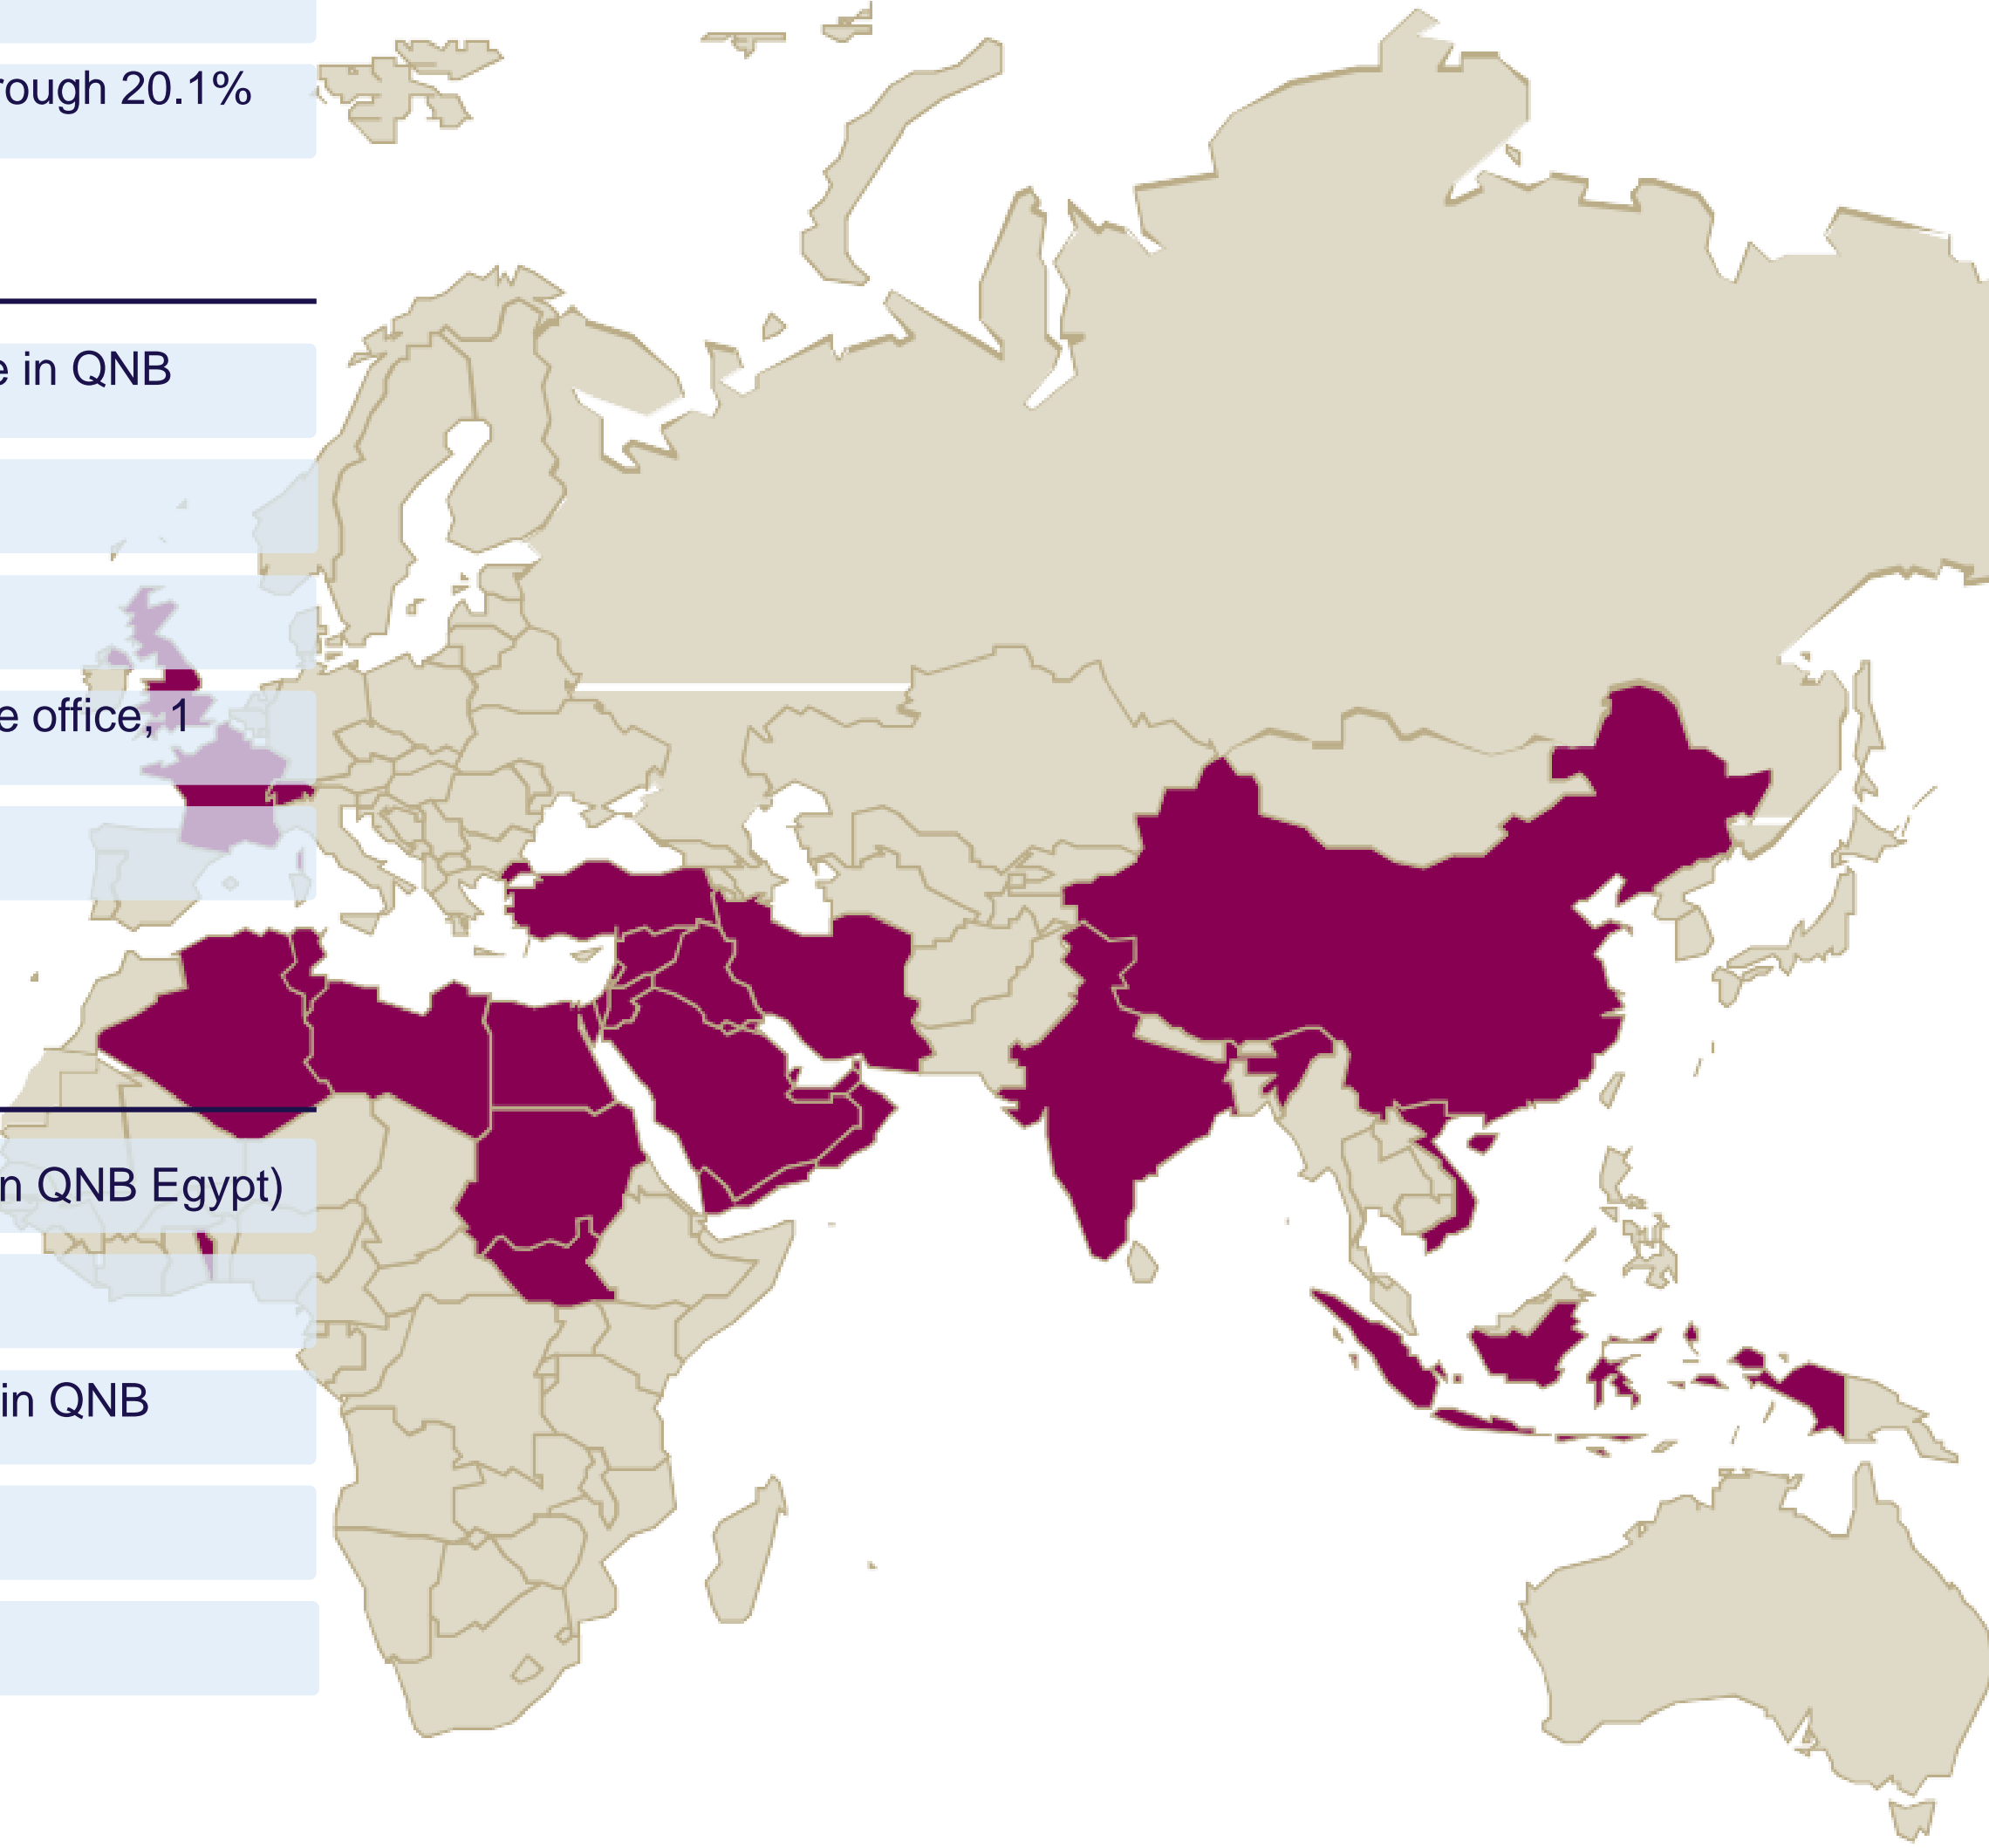 rough 20.1%
e in QNB
e office, 1
n QNB Egypt)
in QNB